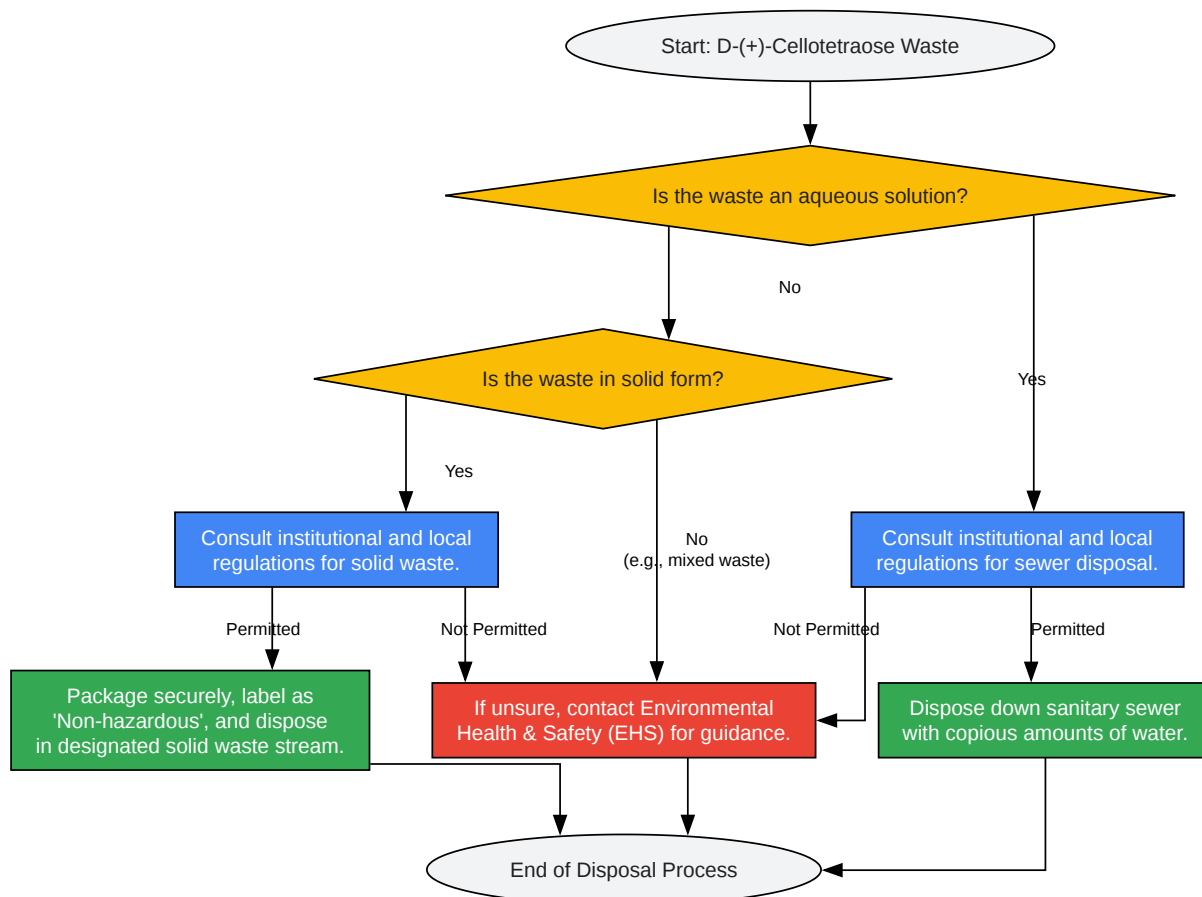 Start: D-(+)-Cellotetraose Waste
Is the waste an aqueous solution?
No
Is the waste in solid form?
Yes
Yes
Consult institutional and local
regulations for solid waste.
No
(e.g., mixed waste)
Consult institutional and local
regulations for sewer disposal.
Permitted
Not Permitted
Not Permitted
Permitted
Package securely, label as
'Non-hazardous', and dispose
in designated solid waste stream.
If unsure, contact Environmental
Health & Safety (EHS) for guidance.
Dispose down sanitary sewer
with copious amounts of water.
End of Disposal Process